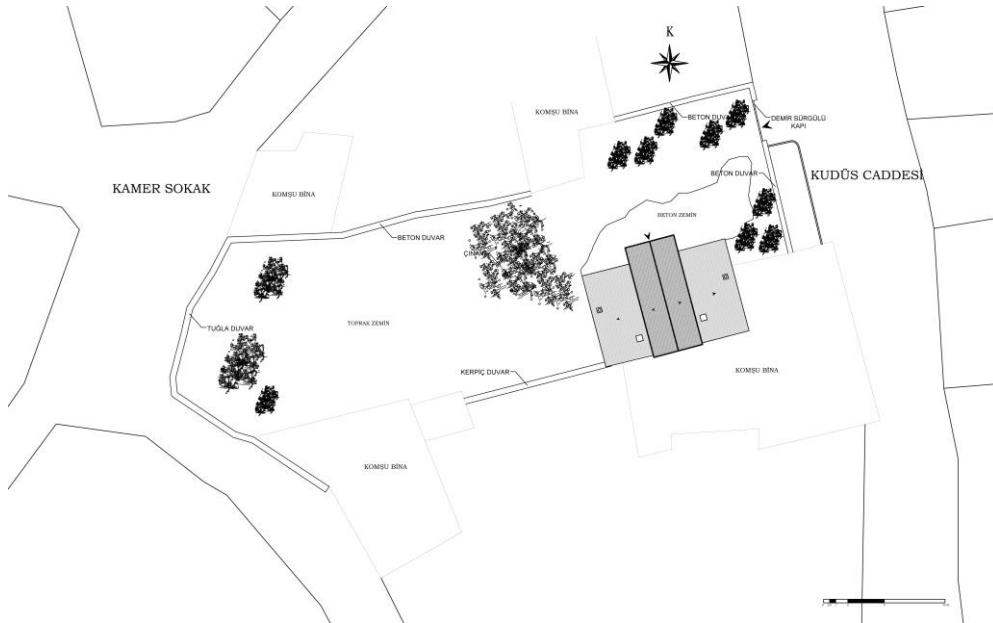 K
KOMŞU BİNA
BETON DUVAR
DEMİR SÜRGÜLÜ
KAPI
KAMER SOKAK
KOMŞU BİNA
BETON DUVAR
KUDÜS CADDESİ
BETON ZEMİN
BETON DUVAR
ÇINAR
TOPRAK ZEMİN
TUĞLA DUVAR
KERPİÇ DUVAR
KOMŞU BİNA
KOMŞU BİNA